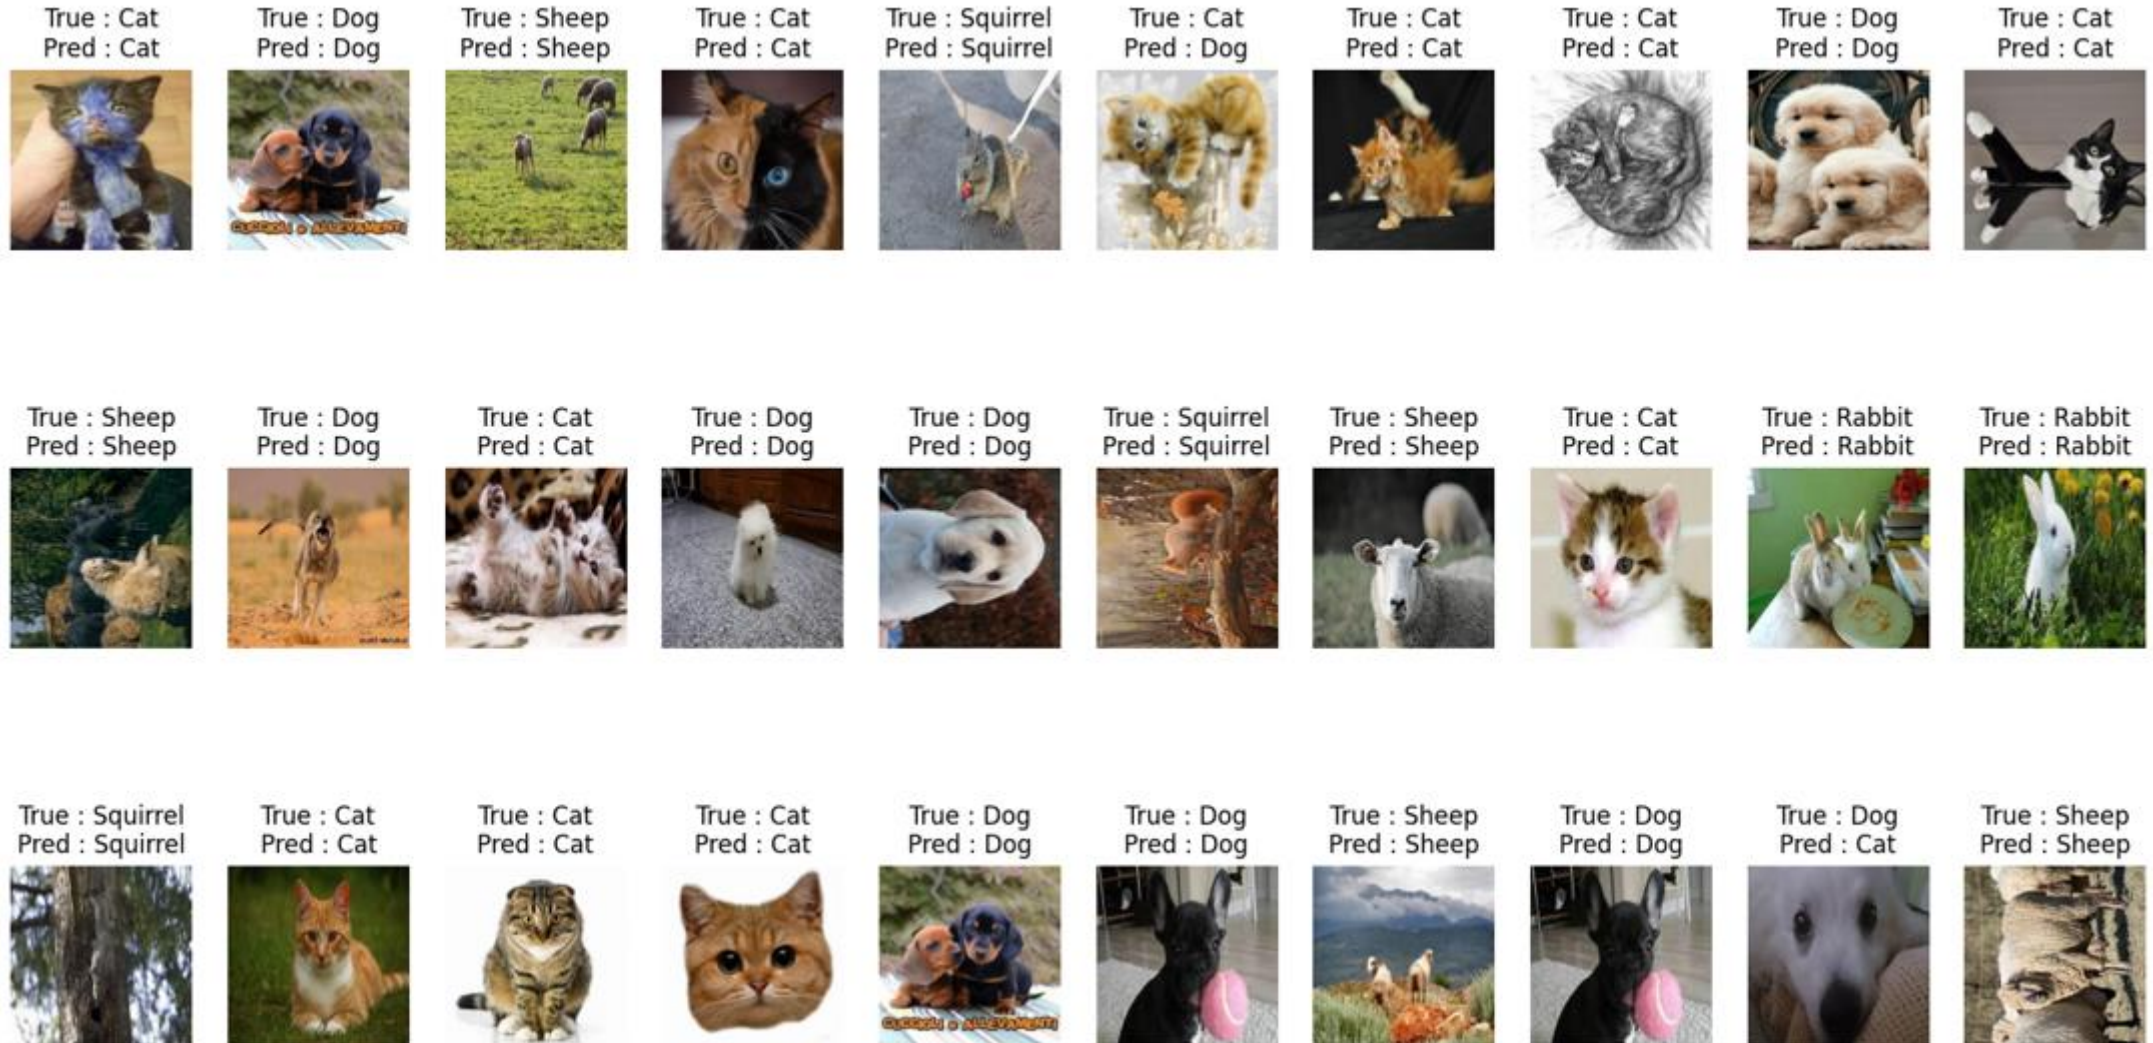 True : Cat
Pred : Cat
True : Dog
Pred : Dog
True : Sheep
Pred : Sheep
True : Cat
Pred : Cat
True : Squirrel
Pred : Squirrel
True : Cat
Pred : Dog
True : Cat
Pred : Cat
True : Cat
Pred : Cat
True : Dog
Pred : Dog
True : Cat
Pred : Cat
CUCCIOLI e ALLEVAMENTI
True : Sheep
Pred : Sheep
True : Dog
Pred : Dog
True : Cat
Pred : Cat
True : Dog
Pred : Dog
True : Dog
Pred : Dog
True : Squirrel
Pred : Squirrel
True : Sheep
Pred : Sheep
True : Cat
Pred : Cat
True : Rabbit
Pred : Rabbit
True : Rabbit
Pred : Rabbit
True : Squirrel
Pred : Squirrel
True : Cat
Pred : Cat
True : Cat
Pred : Cat
True : Cat
Pred : Cat
True : Dog
Pred : Dog
True : Dog
Pred : Dog
True : Sheep
Pred : Sheep
True : Dog
Pred : Dog
True : Dog
Pred : Cat
True : Sheep
Pred : Sheep
CUCCIOLI e ALLEVAMENTI